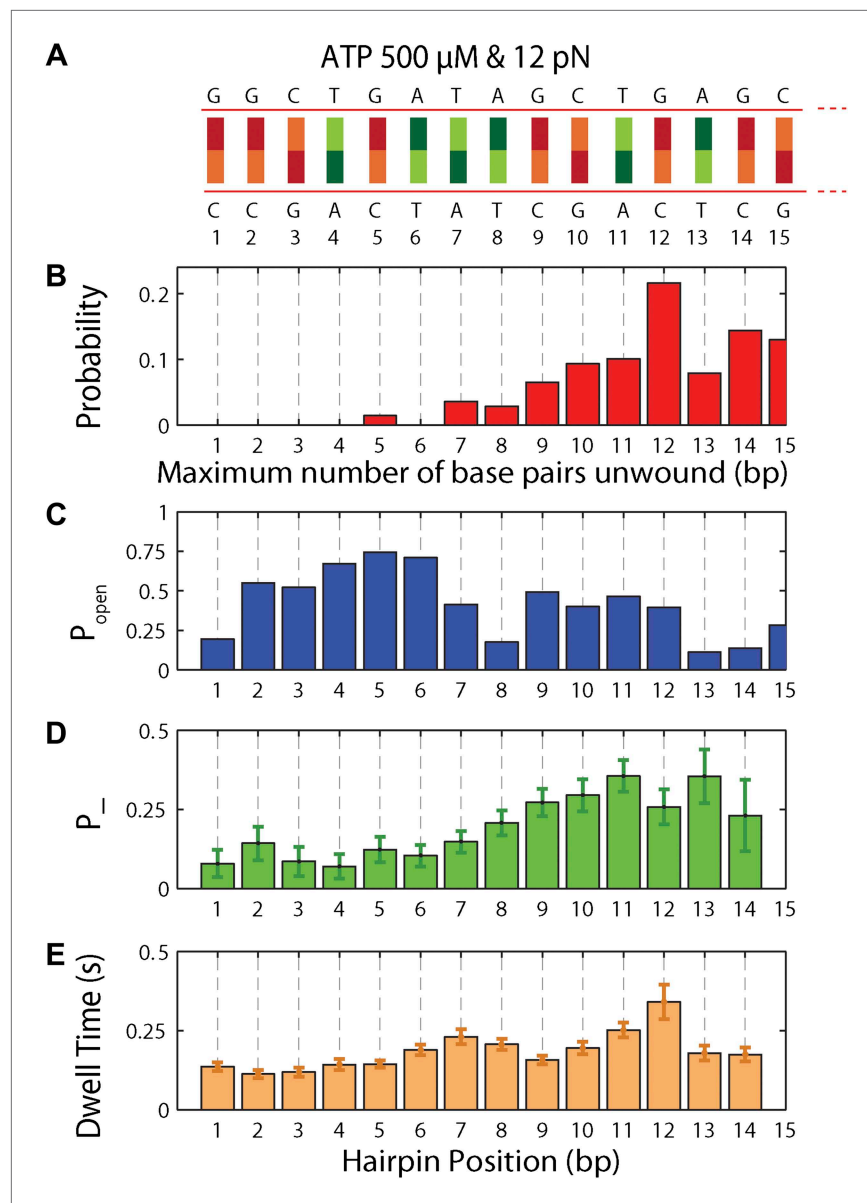 A
ATP 500 μM & 12 pN
G G C T G A T A G C T G A G C
C C G A C T A T C G A C T C G
1 2 3 4 5 6 7 8 9 10 11 12 13 14 15
B
Probability
0.2
0.1
0
1 2 3 4 5 6 7 8 9 10 11 12 13 14 15
Maximum number of base pairs unwound (bp)
C
Popen
1
0.75
0.5
0.25
0
1 2 3 4 5 6 7 8 9 10 11 12 13 14 15
D
P_
0.5
0.25
0
1 2 3 4 5 6 7 8 9 10 11 12 13 14 15
E
Dwell Time (s)
0.5
0.25
0
1 2 3 4 5 6 7 8 9 10 11 12 13 14 15
Hairpin Position (bp)